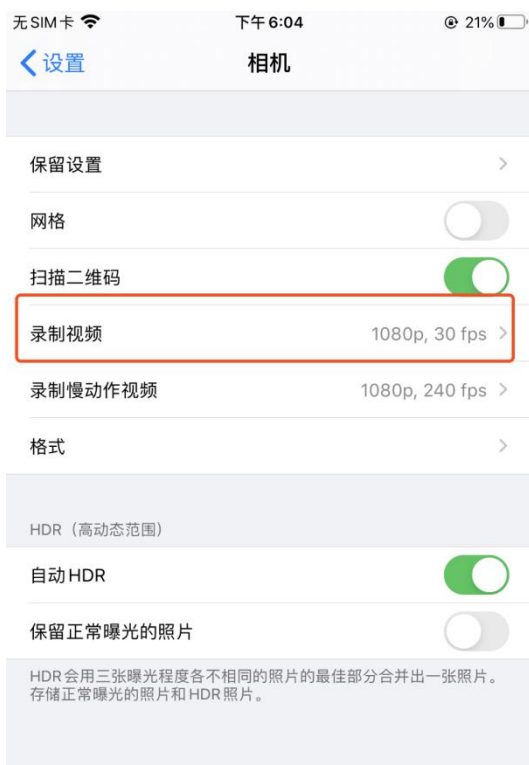 无SIM卡 下午6:04 21%
设置 相机
保留设置
网格
扫描二维码
录制视频 1080p, 30 fps
录制慢动作视频 1080p, 240 fps
格式
HDR（高动态范围）
自动HDR
保留正常曝光的照片
HDR会用三张曝光程度各不相同的照片的最佳部分合并出一张照片。
存储正常曝光的照片和HDR照片。